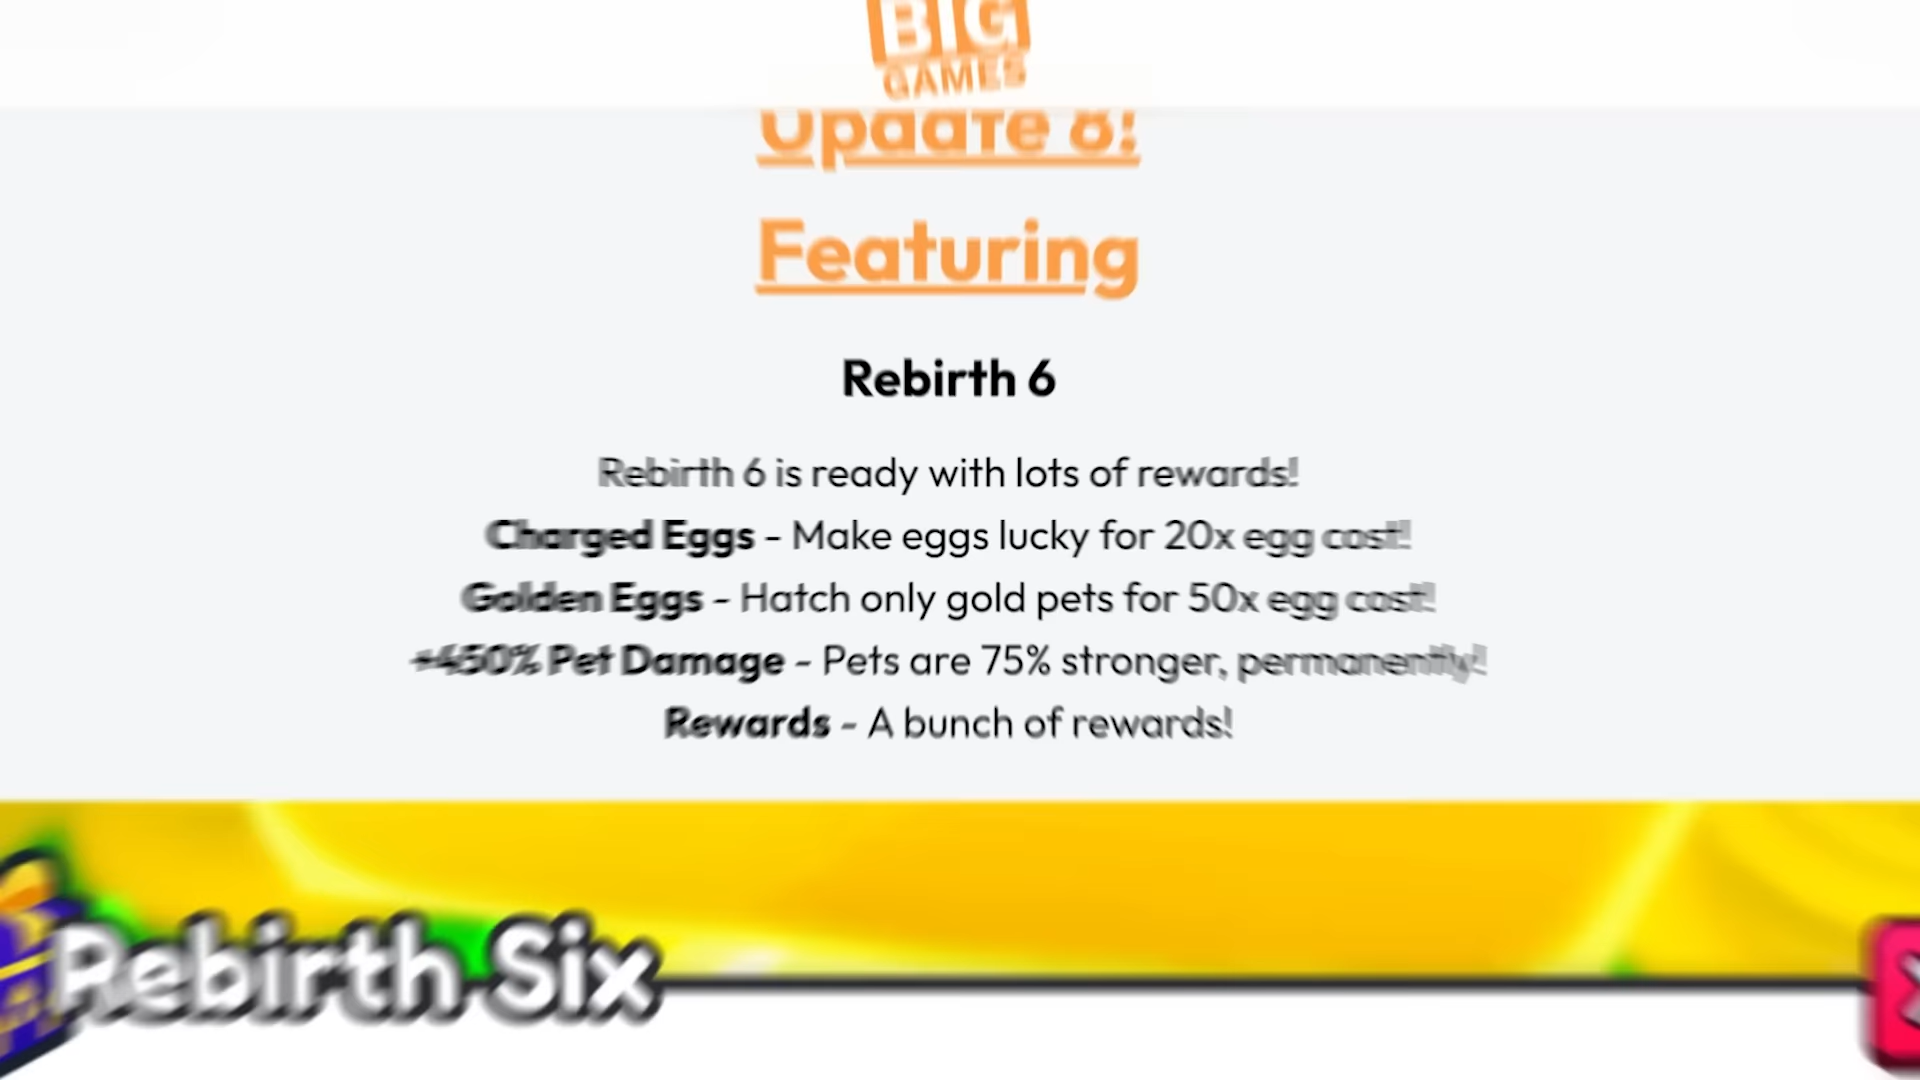 BIG
GAMES
Update 8!
Featuring
Rebirth 6
Rebirth 6 is ready with lots of rewards!
Charged Eggs - Make eggs lucky for 20x egg cost!
Golden Eggs - Hatch only gold pets for 50x egg cost!
+450% Pet Damage - Pets are 75% stronger, permanently!
Rewards - A bunch of rewards!
Rebirth Six
X